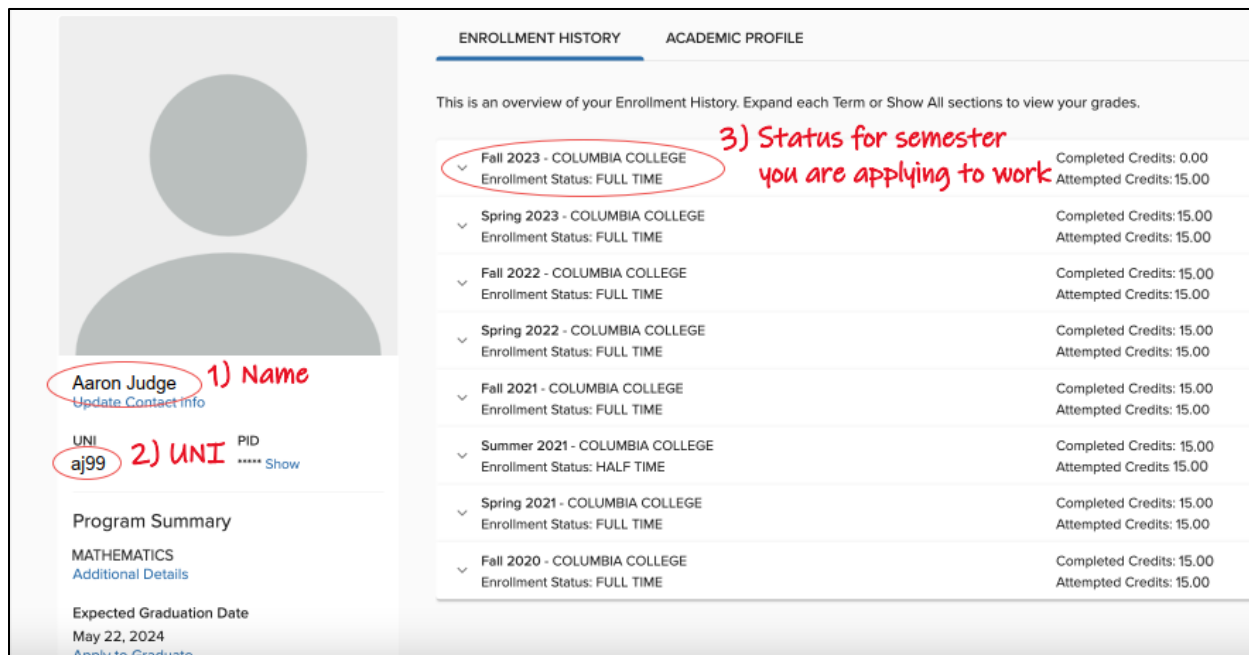 ENROLLMENT HISTORY ACADEMIC PROFILE
This is an overview of your Enrollment History. Expand each Term or Show All sections to view your grades.
Fall 2023 - COLUMBIA COLLEGE
Enrollment Status: FULL TIME
3) Status for semester
you are applying to work
Completed Credits: 0.00
Attempted Credits: 15.00
Spring 2023 - COLUMBIA COLLEGE
Enrollment Status: FULL TIME
Completed Credits: 15.00
Attempted Credits: 15.00
Fall 2022 - COLUMBIA COLLEGE
Enrollment Status: FULL TIME
Completed Credits: 15.00
Attempted Credits: 15.00
Spring 2022 - COLUMBIA COLLEGE
Enrollment Status: FULL TIME
Completed Credits: 15.00
Attempted Credits: 15.00
Fall 2021 - COLUMBIA COLLEGE
Enrollment Status: FULL TIME
Completed Credits: 15.00
Attempted Credits: 15.00
Summer 2021 - COLUMBIA COLLEGE
Enrollment Status: HALF TIME
Completed Credits: 15.00
Attempted Credits 15.00
Spring 2021 - COLUMBIA COLLEGE
Enrollment Status: FULL TIME
Completed Credits: 15.00
Attempted Credits: 15.00
Fall 2020 - COLUMBIA COLLEGE
Enrollment Status: FULL TIME
Completed Credits: 15.00
Attempted Credits: 15.00
Aaron Judge 1) Name
Update Contact Info
UNI PID
aj99 2) UNI ***** Show
Program Summary
MATHEMATICS
Additional Details
Expected Graduation Date
May 22, 2024
Apply to Graduate